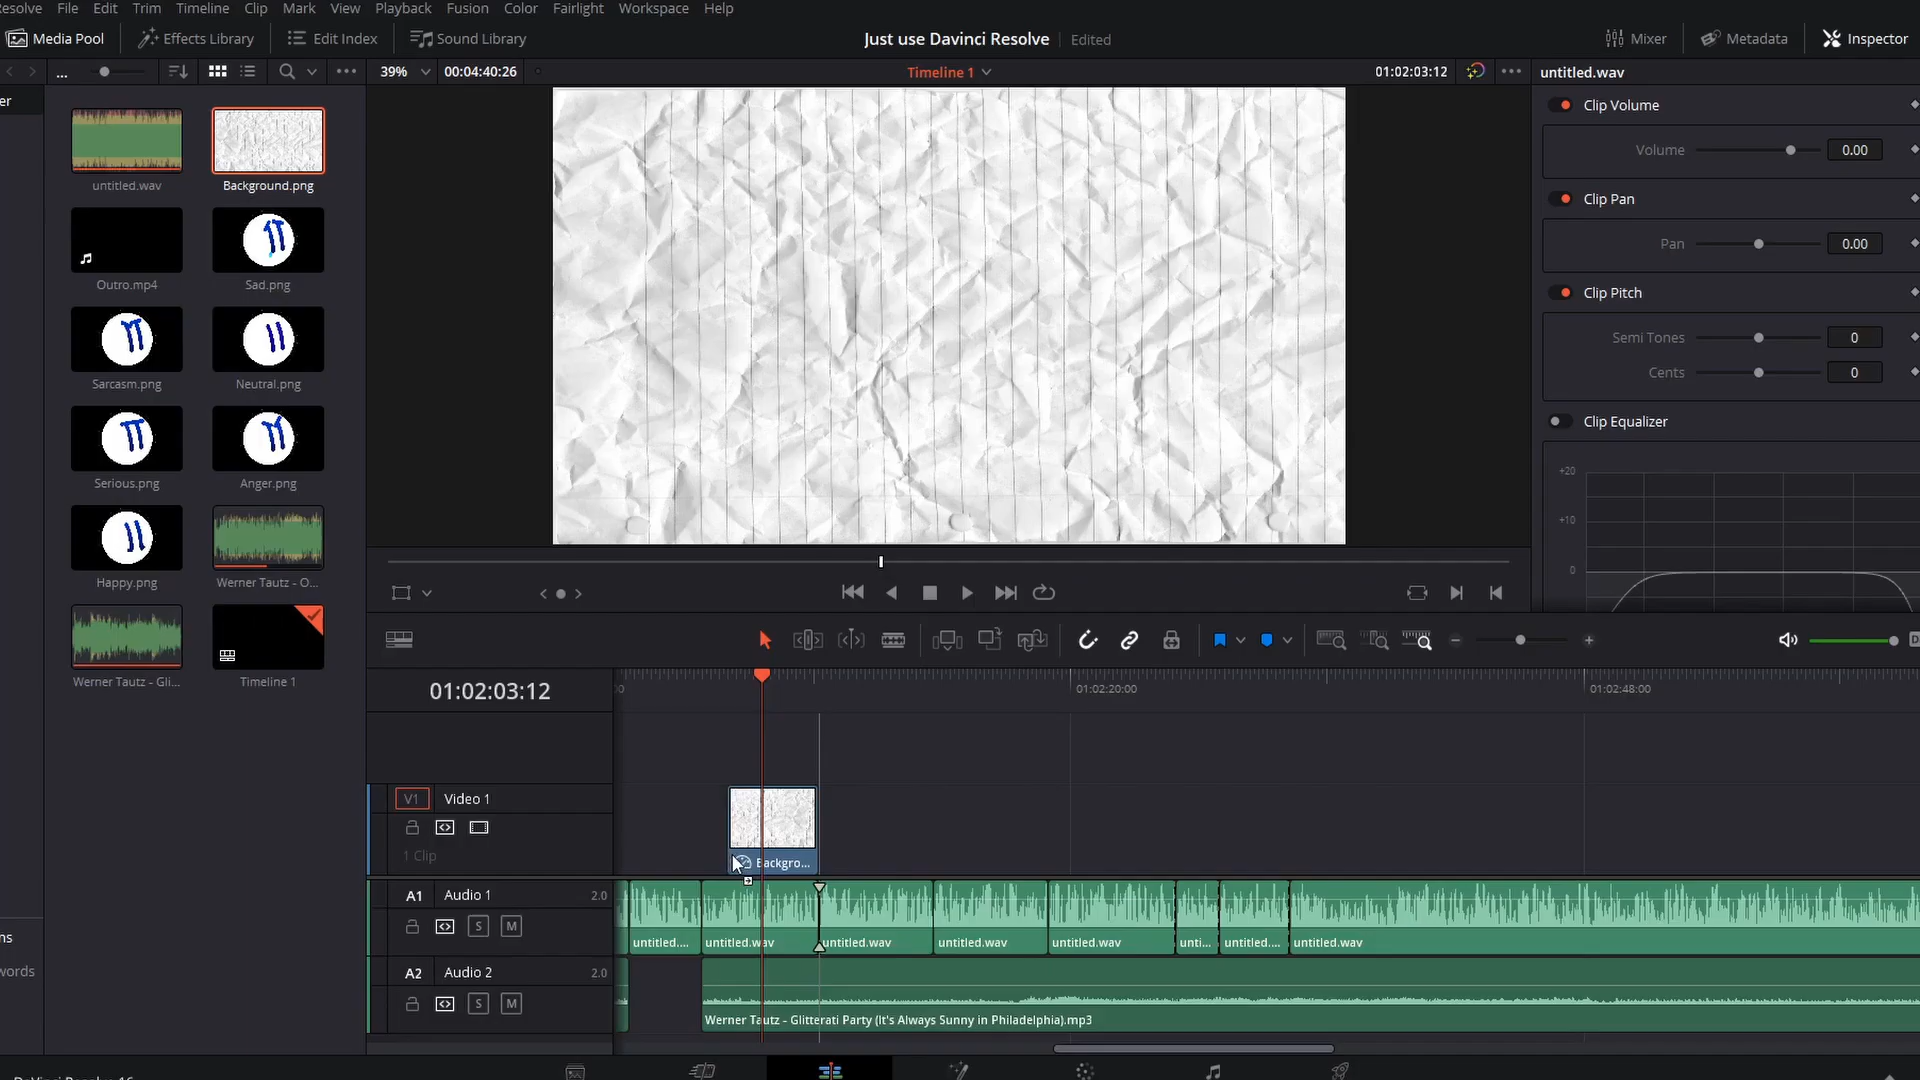 esolve File Edit Trim Timeline Clip Mark View Playback Fusion Color Fairlight Workspace Help
Media Pool Effects Library Edit Index Sound Library Just use Davinci Resolve Edited Mixer Metadata Inspector
... 39% 00:04:40:26 Timeline 1 01:02:03:12 untitled.wav
er
Clip Volume
Volume 0.00
Clip Pan
Pan 0.00
Clip Pitch
Semi Tones 0
Cents 0
Clip Equalizer
+20
+10
0
untitled.wav Background.png
Outro.mp4 Sad.png
Sarcasm.png Neutral.png
Serious.png Anger.png
Happy.png Werner Tautz - O...
Werner Tautz - Gli... Timeline 1
01:02:03:12 00 01:02:20:00 01:02:48:00
V1 Video 1
1 Clip
Backgro...
A1 Audio 1 2.0
S M
untitled.... untitled.wav untitled.wav untitled.wav untitled.wav unti... untitled.... untitled.wav
A2 Audio 2 2.0
S M
Werner Tautz - Glitterati Party (It's Always Sunny in Philadelphia).mp3
ns
words